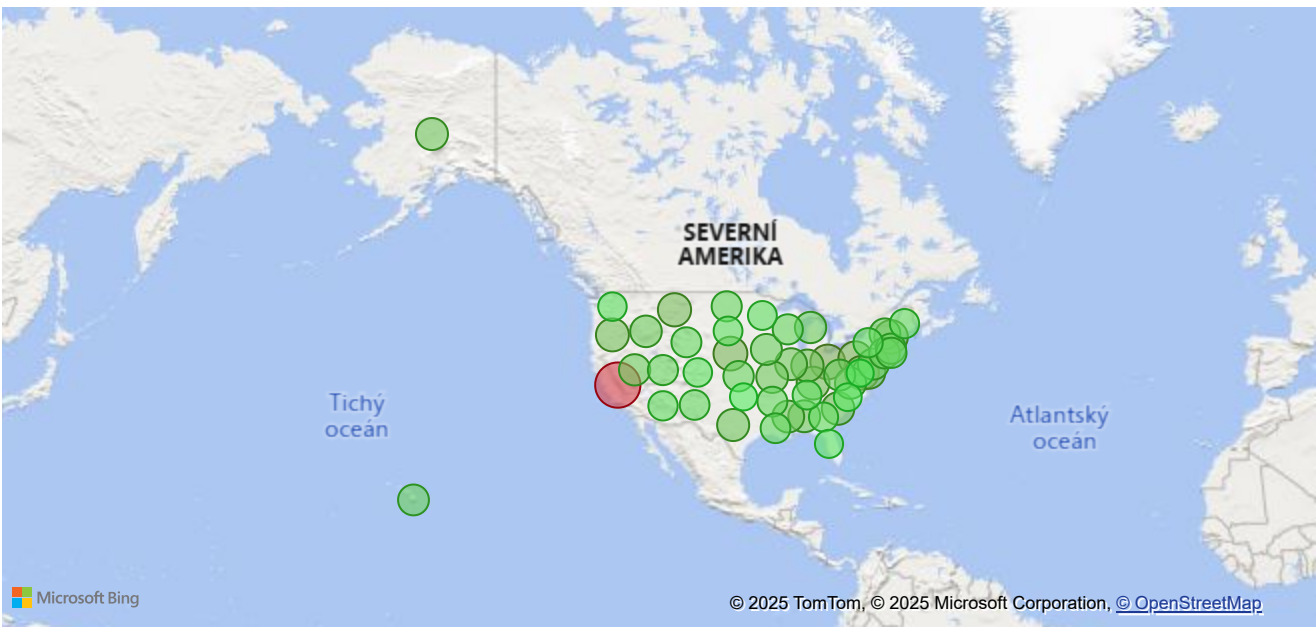 SEVERNÍ
AMERIKA
Tichý
oceán
Atlantský
oceán
Microsoft Bing
© 2025 TomTom, © 2025 Microsoft Corporation, © OpenStreetMap